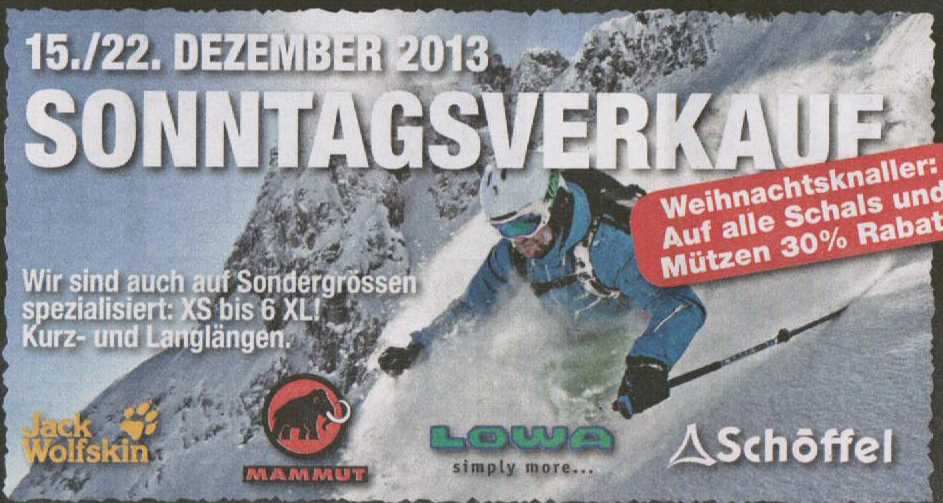 15./22. DEZEMBER 2013
SONNTAGSVERKAUF
Weihnachtsknaller:
Auf alle Schals und
Mützen 30% Rabat
Wir sind auch auf Sondergrössen
spezialisiert: XS bis 6 XL!
Kurz- und Langlängen.
Jack
Wolfskin
MAMMUT
LOWA
simply more...
Schöffel